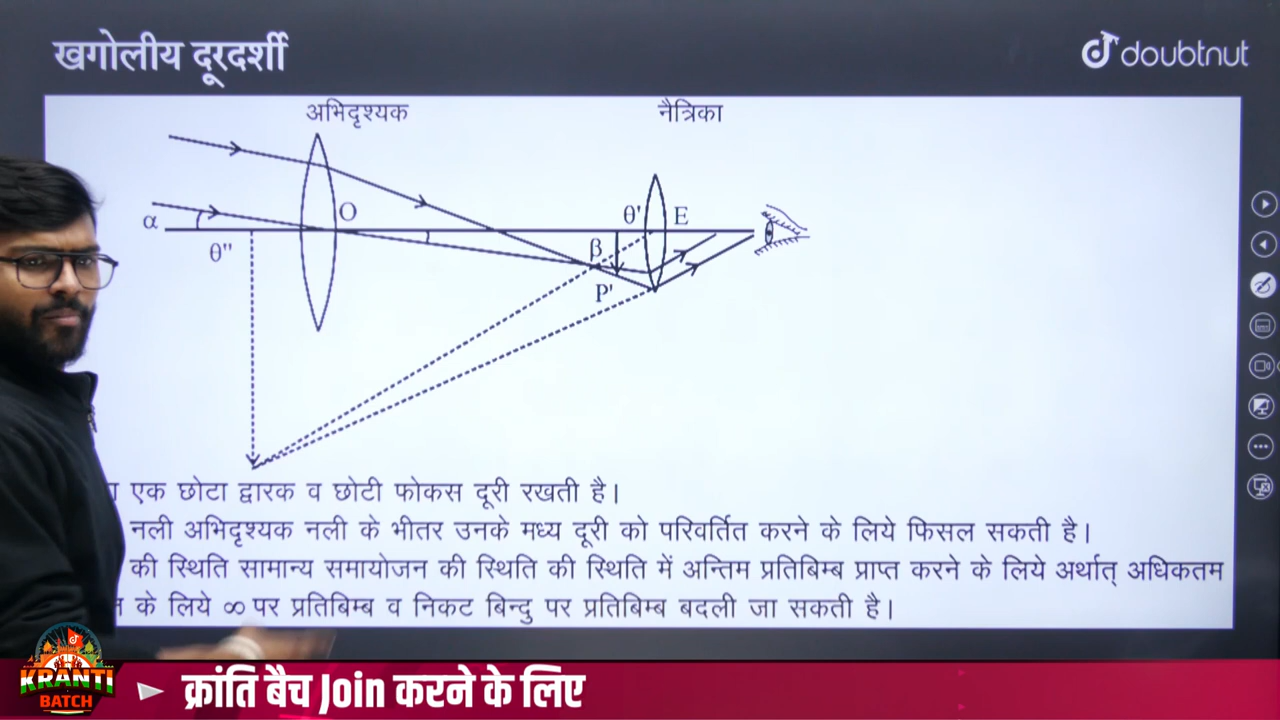 खगोलीय दूरदर्शी
doubtnut
अभिदृश्यक
नैत्रिका
α
O
θ'
E
θ"
β
P'
एक छोटा द्वारक व छोटी फोकस दूरी रखती है।
नली अभिदृश्यक नली के भीतर उनके मध्य दूरी को परिवर्तित करने के लिये फिसल सकती है।
की स्थिति सामान्य समायोजन की स्थिति की स्थिति में अन्तिम प्रतिबिम्ब प्राप्त करने के लिये अर्थात् अधिकतम
के लिये ∞ पर प्रतिबिम्ब व निकट बिन्दु पर प्रतिबिम्ब बदली जा सकती है।
KRANTI
BATCH
क्रांति बैच Join करने के लिए